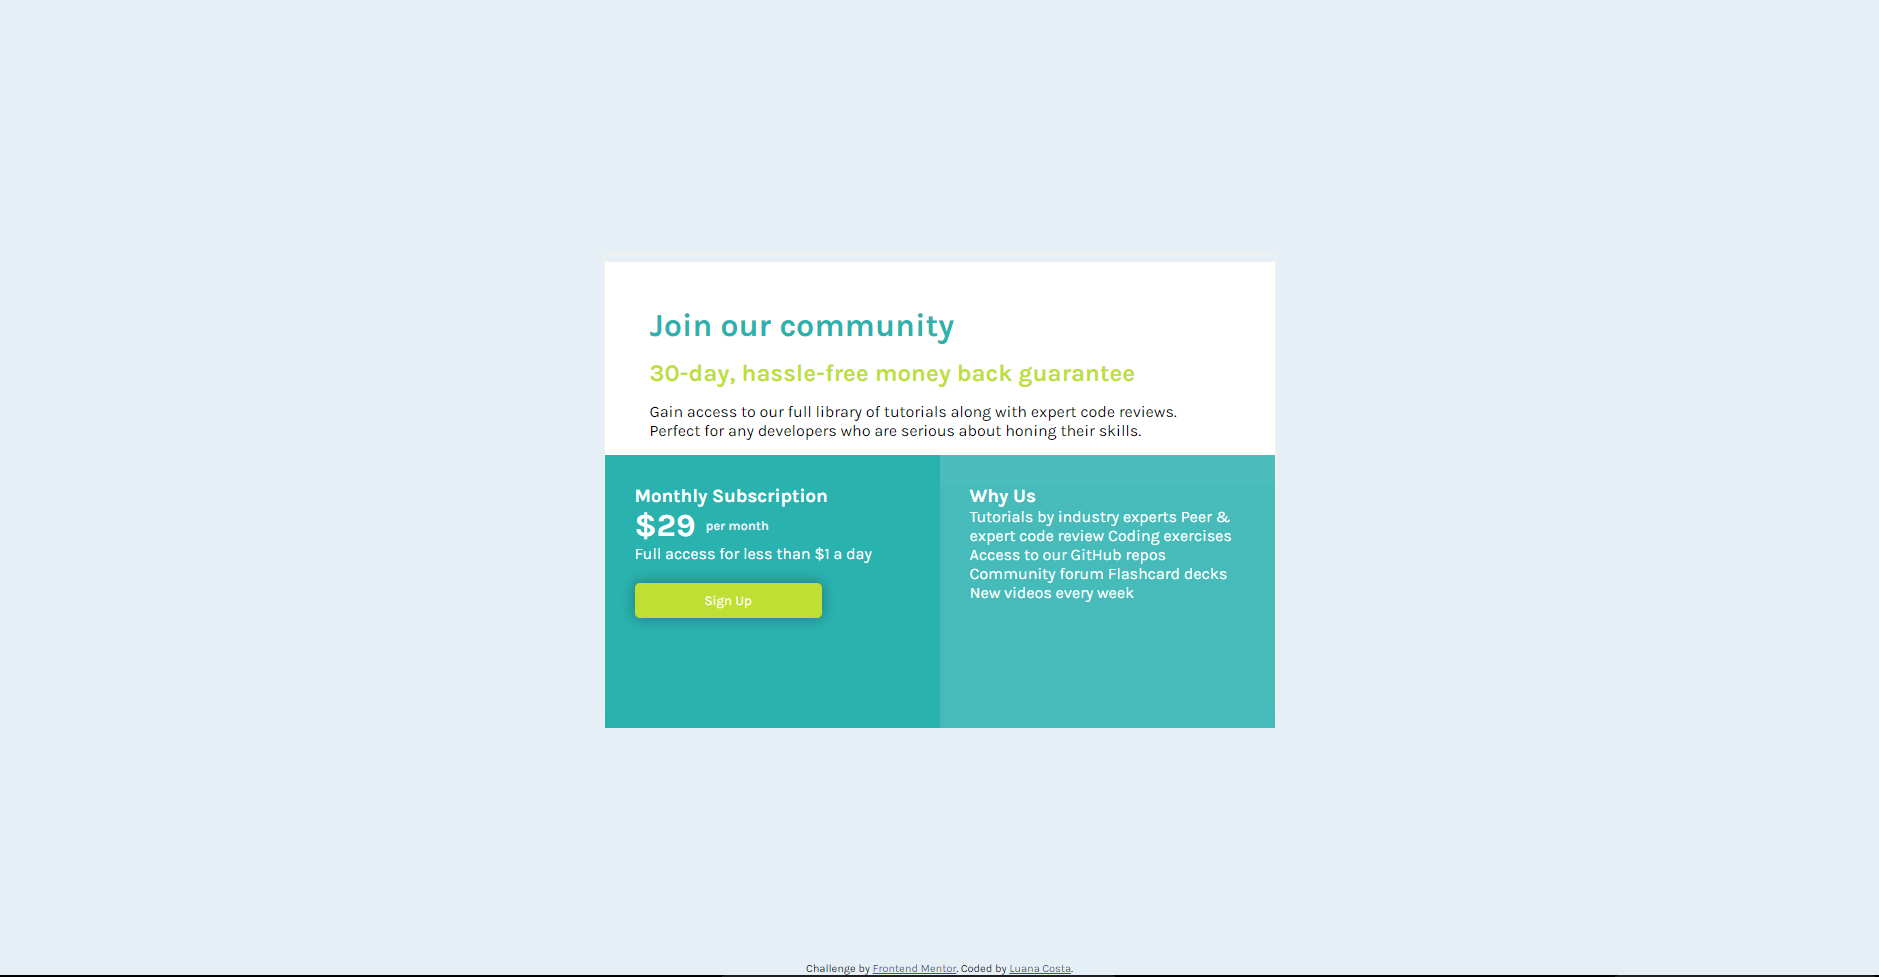 Join our community
30-day, hassle-free money back guarantee
Gain access to our full library of tutorials along with expert code reviews.
Perfect for any developers who are serious about honing their skills.
Monthly Subscription
$29 per month
Full access for less than $1 a day
Sign Up
Why Us
Tutorials by industry experts Peer &
expert code review Coding exercises
Access to our GitHub repos
Community forum Flashcard decks
New videos every week
Challenge by Frontend Mentor. Coded by Luana Costa.